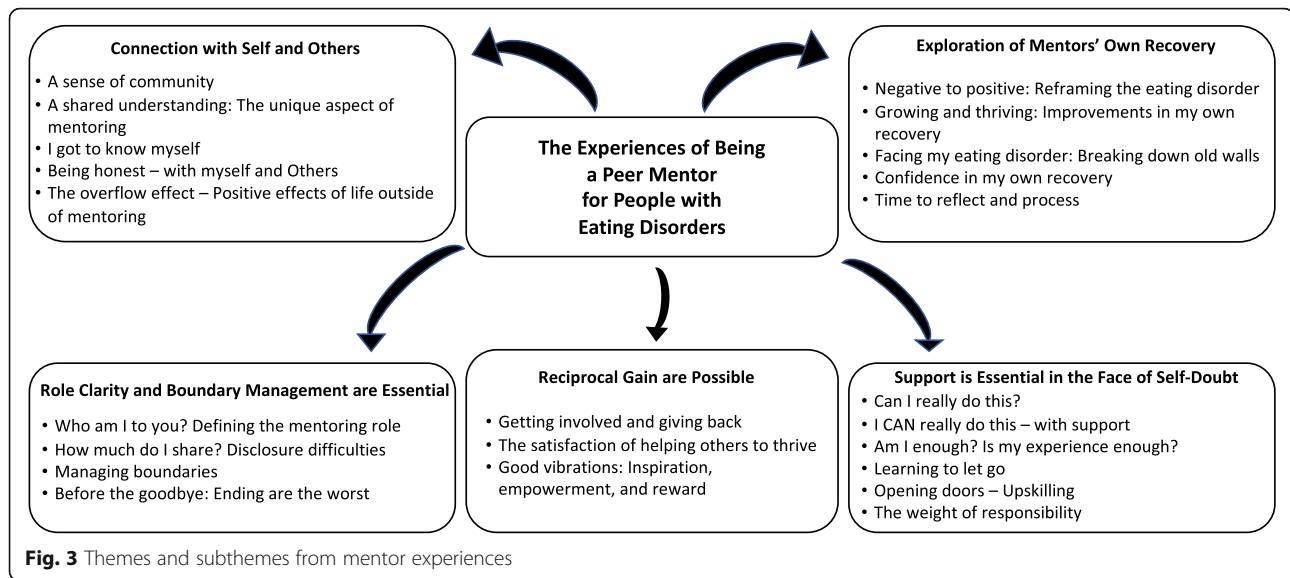 Connection with Self and Others
• A sense of community
• A shared understanding: The unique aspect of
mentoring
• I got to know myself
• Being honest – with myself and Others
• The overflow effect – Positive effects of life outside
of mentoring
Exploration of Mentors' Own Recovery
• Negative to positive: Reframing the eating disorder
• Growing and thriving: Improvements in my own
recovery
• Facing my eating disorder: Breaking down old walls
• Confidence in my own recovery
• Time to reflect and process
The Experiences of Being
a Peer Mentor
for People with
Eating Disorders
Role Clarity and Boundary Management are Essential
• Who am I to you? Defining the mentoring role
• How much do I share? Disclosure difficulties
• Managing boundaries
• Before the goodbye: Ending are the worst
Reciprocal Gain are Possible
• Getting involved and giving back
• The satisfaction of helping others to thrive
• Good vibrations: Inspiration,
empowerment, and reward
Support is Essential in the Face of Self-Doubt
• Can I really do this?
• I CAN really do this – with support
• Am I enough? Is my experience enough?
• Learning to let go
• Opening doors – Upskilling
• The weight of responsibility
Fig. 3 Themes and subthemes from mentor experiences